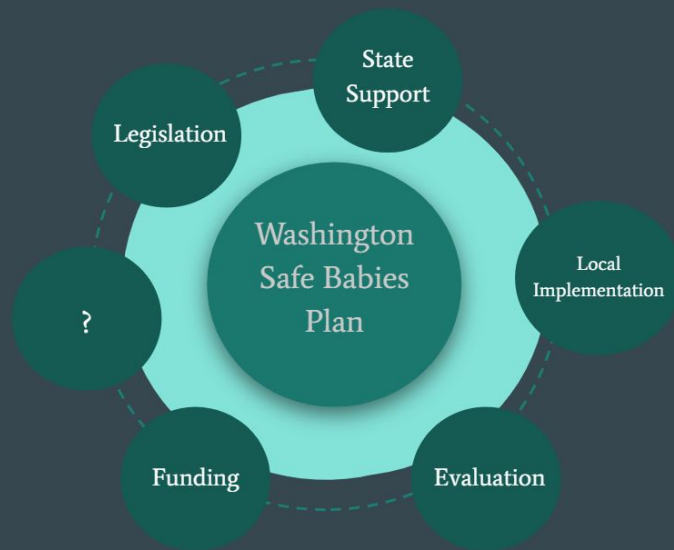 State
Support
Legislation
Washington
Safe Babies
Plan
Local
Implementation
?
Funding
Evaluation